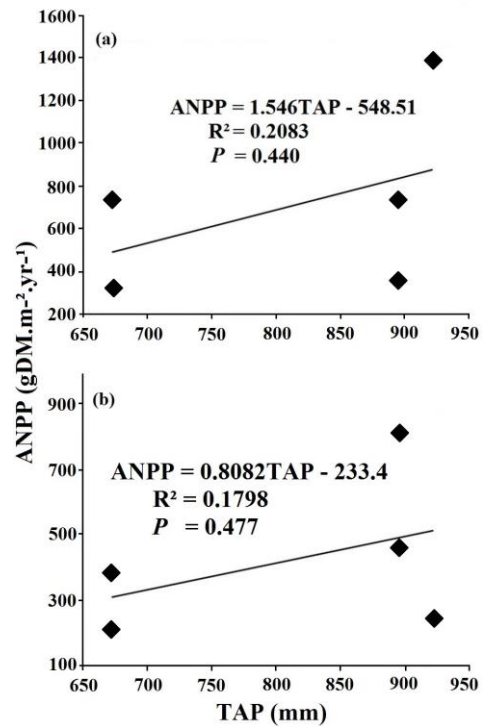 1600
(a)
1400
1200
ANPP = 1.546TAP - 548.51
R² = 0.2083
P = 0.440
1000
800
600
400
200
650 700 750 800 850 900 950
ANPP (gDM.m⁻².yr⁻¹)
(b)
900
700
ANPP = 0.8082TAP - 233.4
R² = 0.1798
P = 0.477
500
300
100
650 700 750 800 850 900 950
TAP (mm)